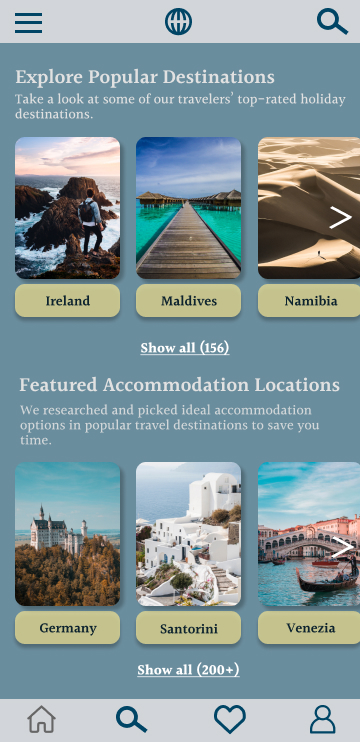 Explore Popular Destinations
Take a look at some of our travelers’ top-rated holiday
destinations.
Ireland
Maldives
Namibia
Show all (156)
Featured Accommodation Locations
We researched and picked ideal accommodation
options in popular travel destinations to save you
time.
Germany
Santorini
Venezia
Show all (200+)